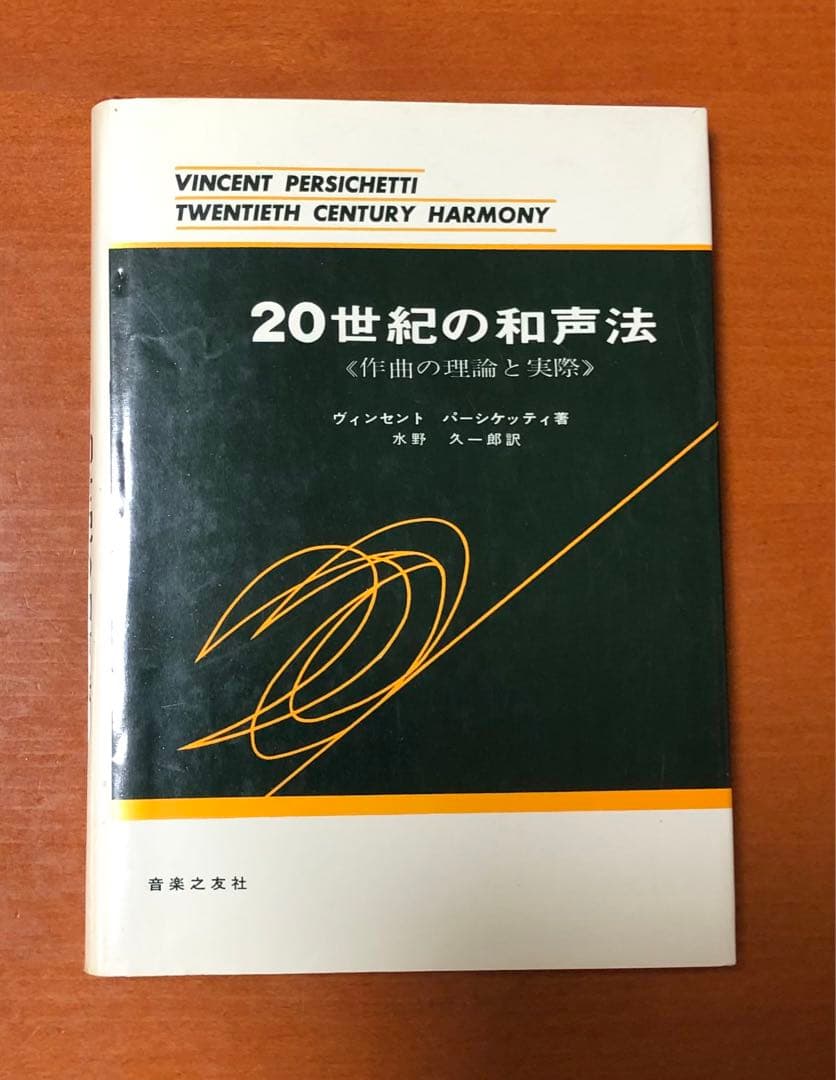 VINCENT PERSICHETTI
TWENTIETH CENTURY HARMONY
20世紀の和声法
《作曲の理論と実際》
ヴィンセント パーシケッティ著
水野 久一郎訳
音楽之友社